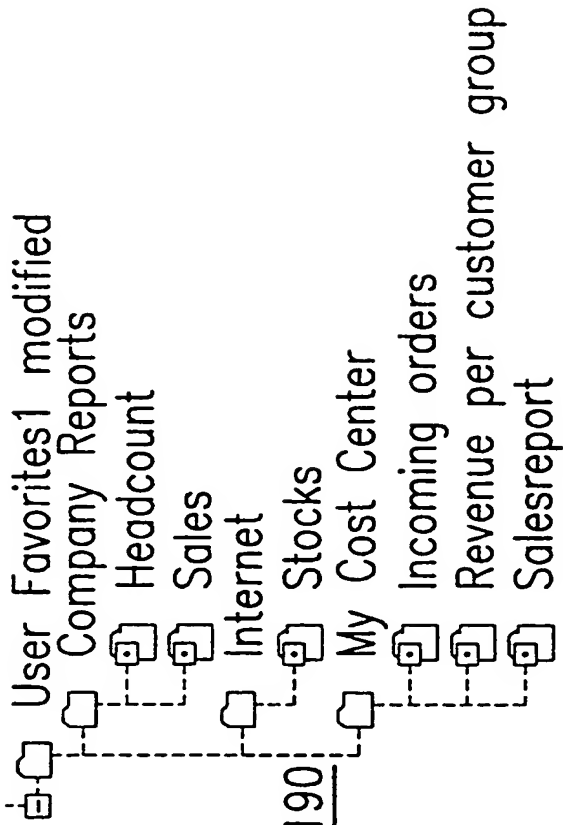 User Favorites1 modified
Company Reports
Headcount
Sales
Internet
Stocks
My Cost Center
Incoming orders
Revenue per customer group
Salesreport
190